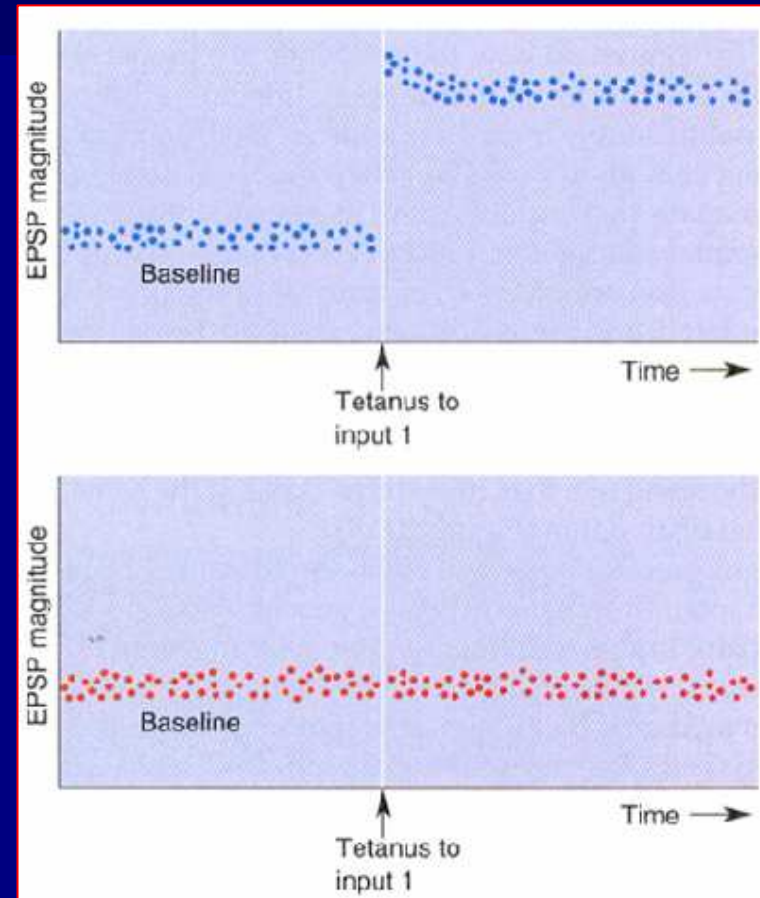 EPSP magnitude
Baseline
Time
Tetanus to
input 1
EPSP magnitude
Baseline
Time
Tetanus to
input 1